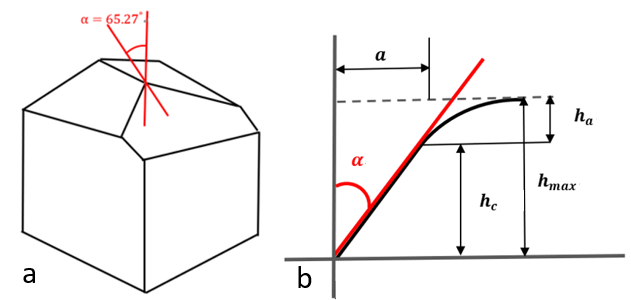 α = 65.27°.
a
a
α
h_a
h_max
h_c
b